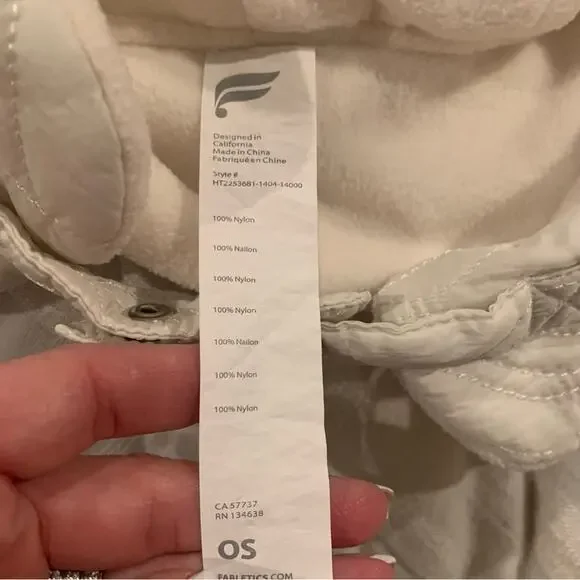 Designed in
California
Made in China
Fabriqué en Chine
Style #
HT2253681-1404-14000
100% Nylon
100% Nailon
100% Nylon
100% Nylon
100% Nailon
100% Nylon
100% Nylon
CA 57737
RN 134638
OS
FABLETICS.COM